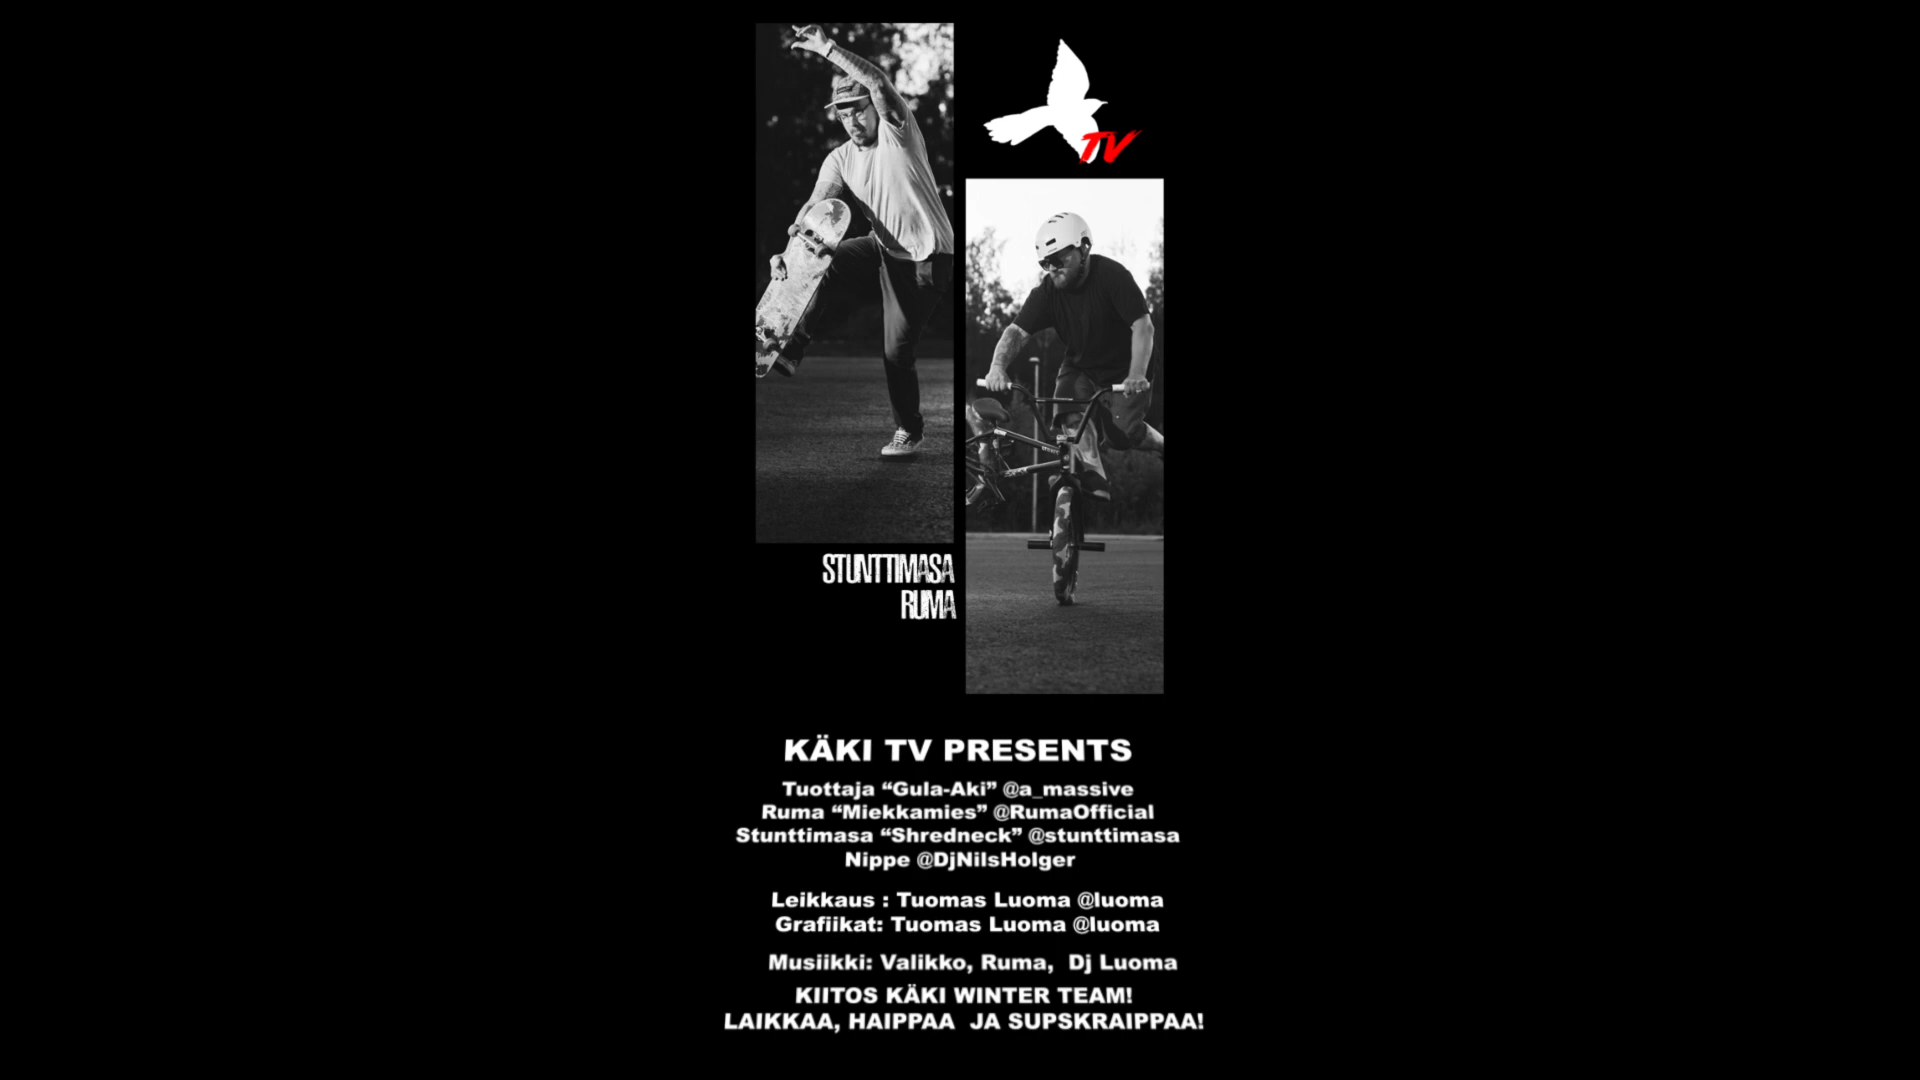 TV
STUNTTIMASA
RUMA
KÄKI TV PRESENTS
Tuottaja “Gula-Aki” @a_massive
Ruma “Miekkamies” @RumaOfficial
Stunttimasa “Shredneck” @stunttimasa
Nippe @DjNilsHolger
Leikkaus : Tuomas Luoma @luoma
Grafiikat: Tuomas Luoma @luoma
Musiikki: Valikko, Ruma, Dj Luoma
KIITOS KÄKI WINTER TEAM!
LAIKKAA, HAIPPAA JA SUPSKRAIPPAA!